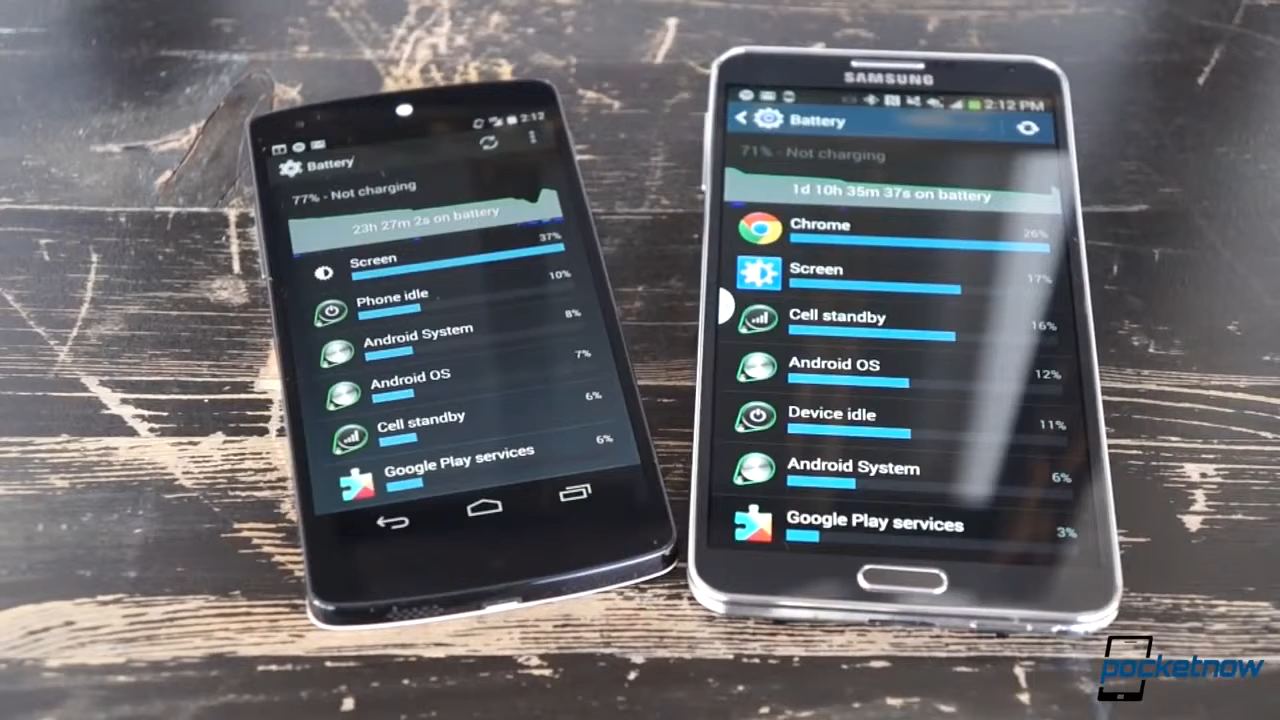 2:12
Battery
77% - Not charging
23h 27m 2s on battery
Screen
37%
Phone idle
10%
Android System
8%
Android OS
7%
Cell standby
6%
Google Play services
6%
SAMSUNG
2:12 PM
Battery
71% - Not charging
1d 10h 35m 37s on battery
Chrome
26%
Screen
17%
Cell standby
16%
Android OS
12%
Device idle
11%
Android System
6%
Google Play services
3%
pocketnow